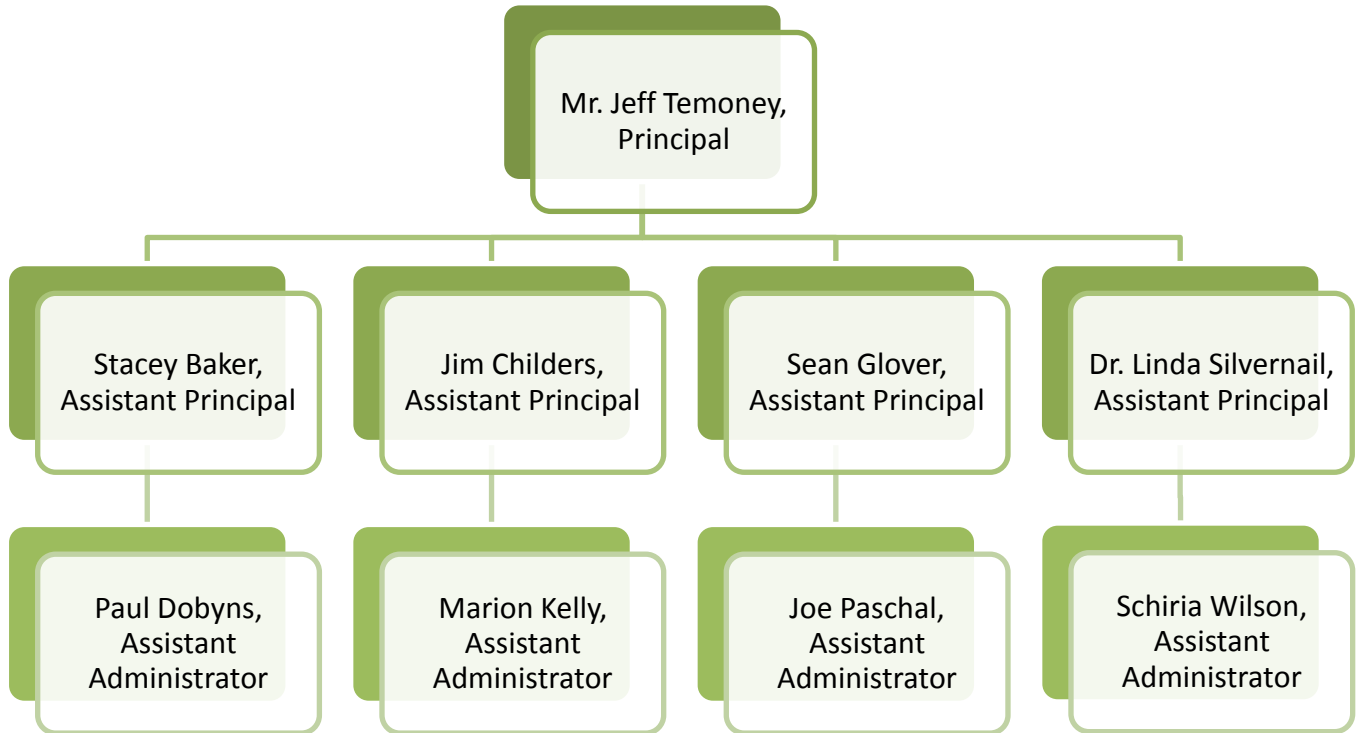 Mr. Jeff Temoney,
Principal
Stacey Baker,
Assistant Principal
Jim Childers,
Assistant Principal
Sean Glover,
Assistant Principal
Dr. Linda Silvernail,
Assistant Principal
Paul Dobyns,
Assistant
Administrator
Marion Kelly,
Assistant
Administrator
Joe Paschal,
Assistant
Administrator
Schiria Wilson,
Assistant
Administrator